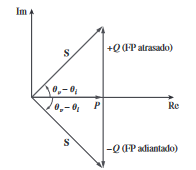 Im
S
+Q (FP atrasado)
θv – θi
θv – θi
P
Re
S
–Q (FP adiantado)